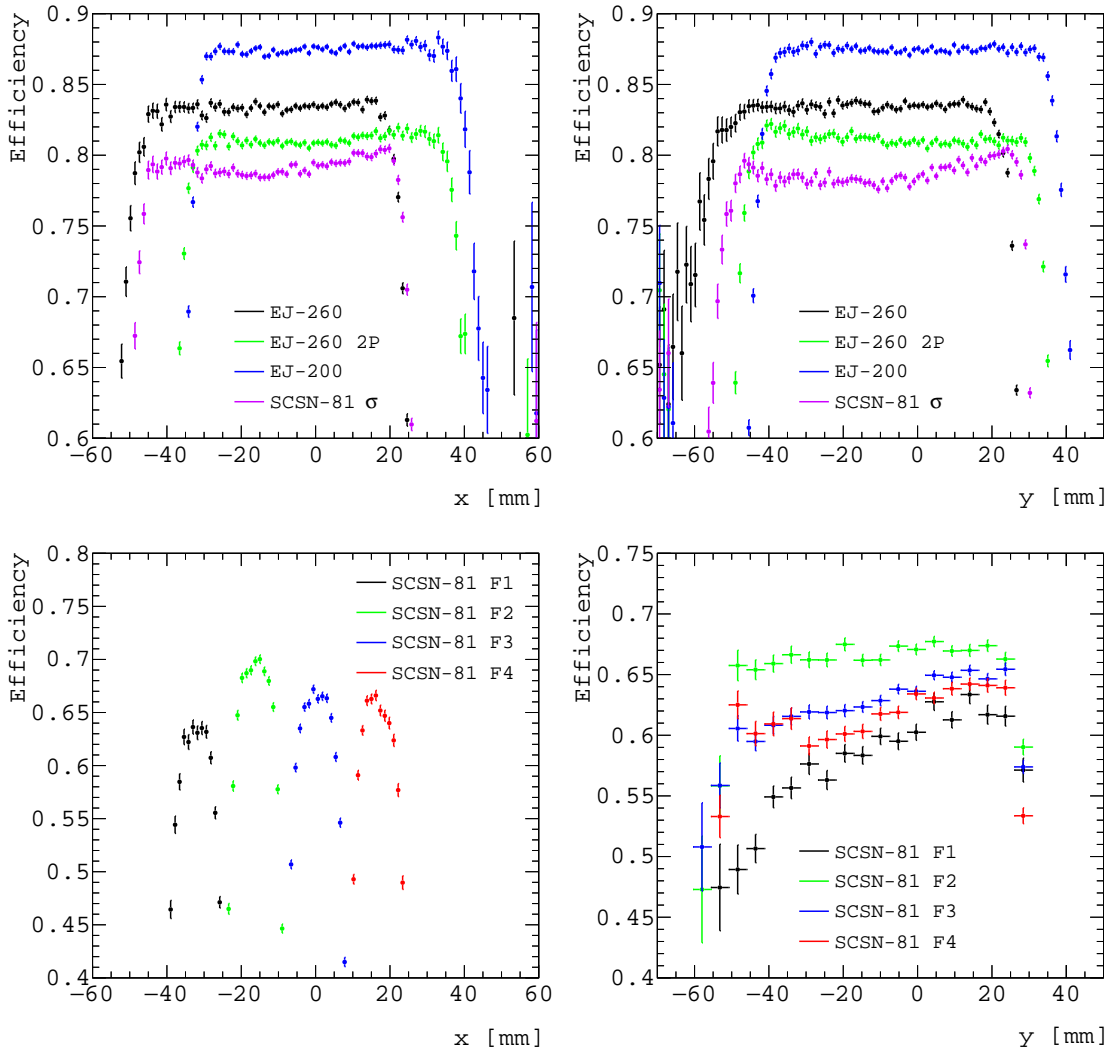 Efficiency
0.9
0.85
0.8
0.75
0.7
0.65
0.6
EJ-260
EJ-260 2P
EJ-200
SCSN-81 σ
−60 −40 −20 0 20 40 60
x [mm]
Efficiency
0.9
0.85
0.8
0.75
0.7
0.65
0.6
EJ-260
EJ-260 2P
EJ-200
SCSN-81 σ
−60 −40 −20 0 20 40
y [mm]
Efficiency
0.8
0.75
0.7
0.65
0.6
0.55
0.5
0.45
0.4
SCSN-81 F1
SCSN-81 F2
SCSN-81 F3
SCSN-81 F4
−60 −40 −20 0 20 40 60
x [mm]
Efficiency
0.75
0.7
0.65
0.6
0.55
0.5
0.45
0.4
SCSN-81 F1
SCSN-81 F2
SCSN-81 F3
SCSN-81 F4
−60 −40 −20 0 20 40
y [mm]